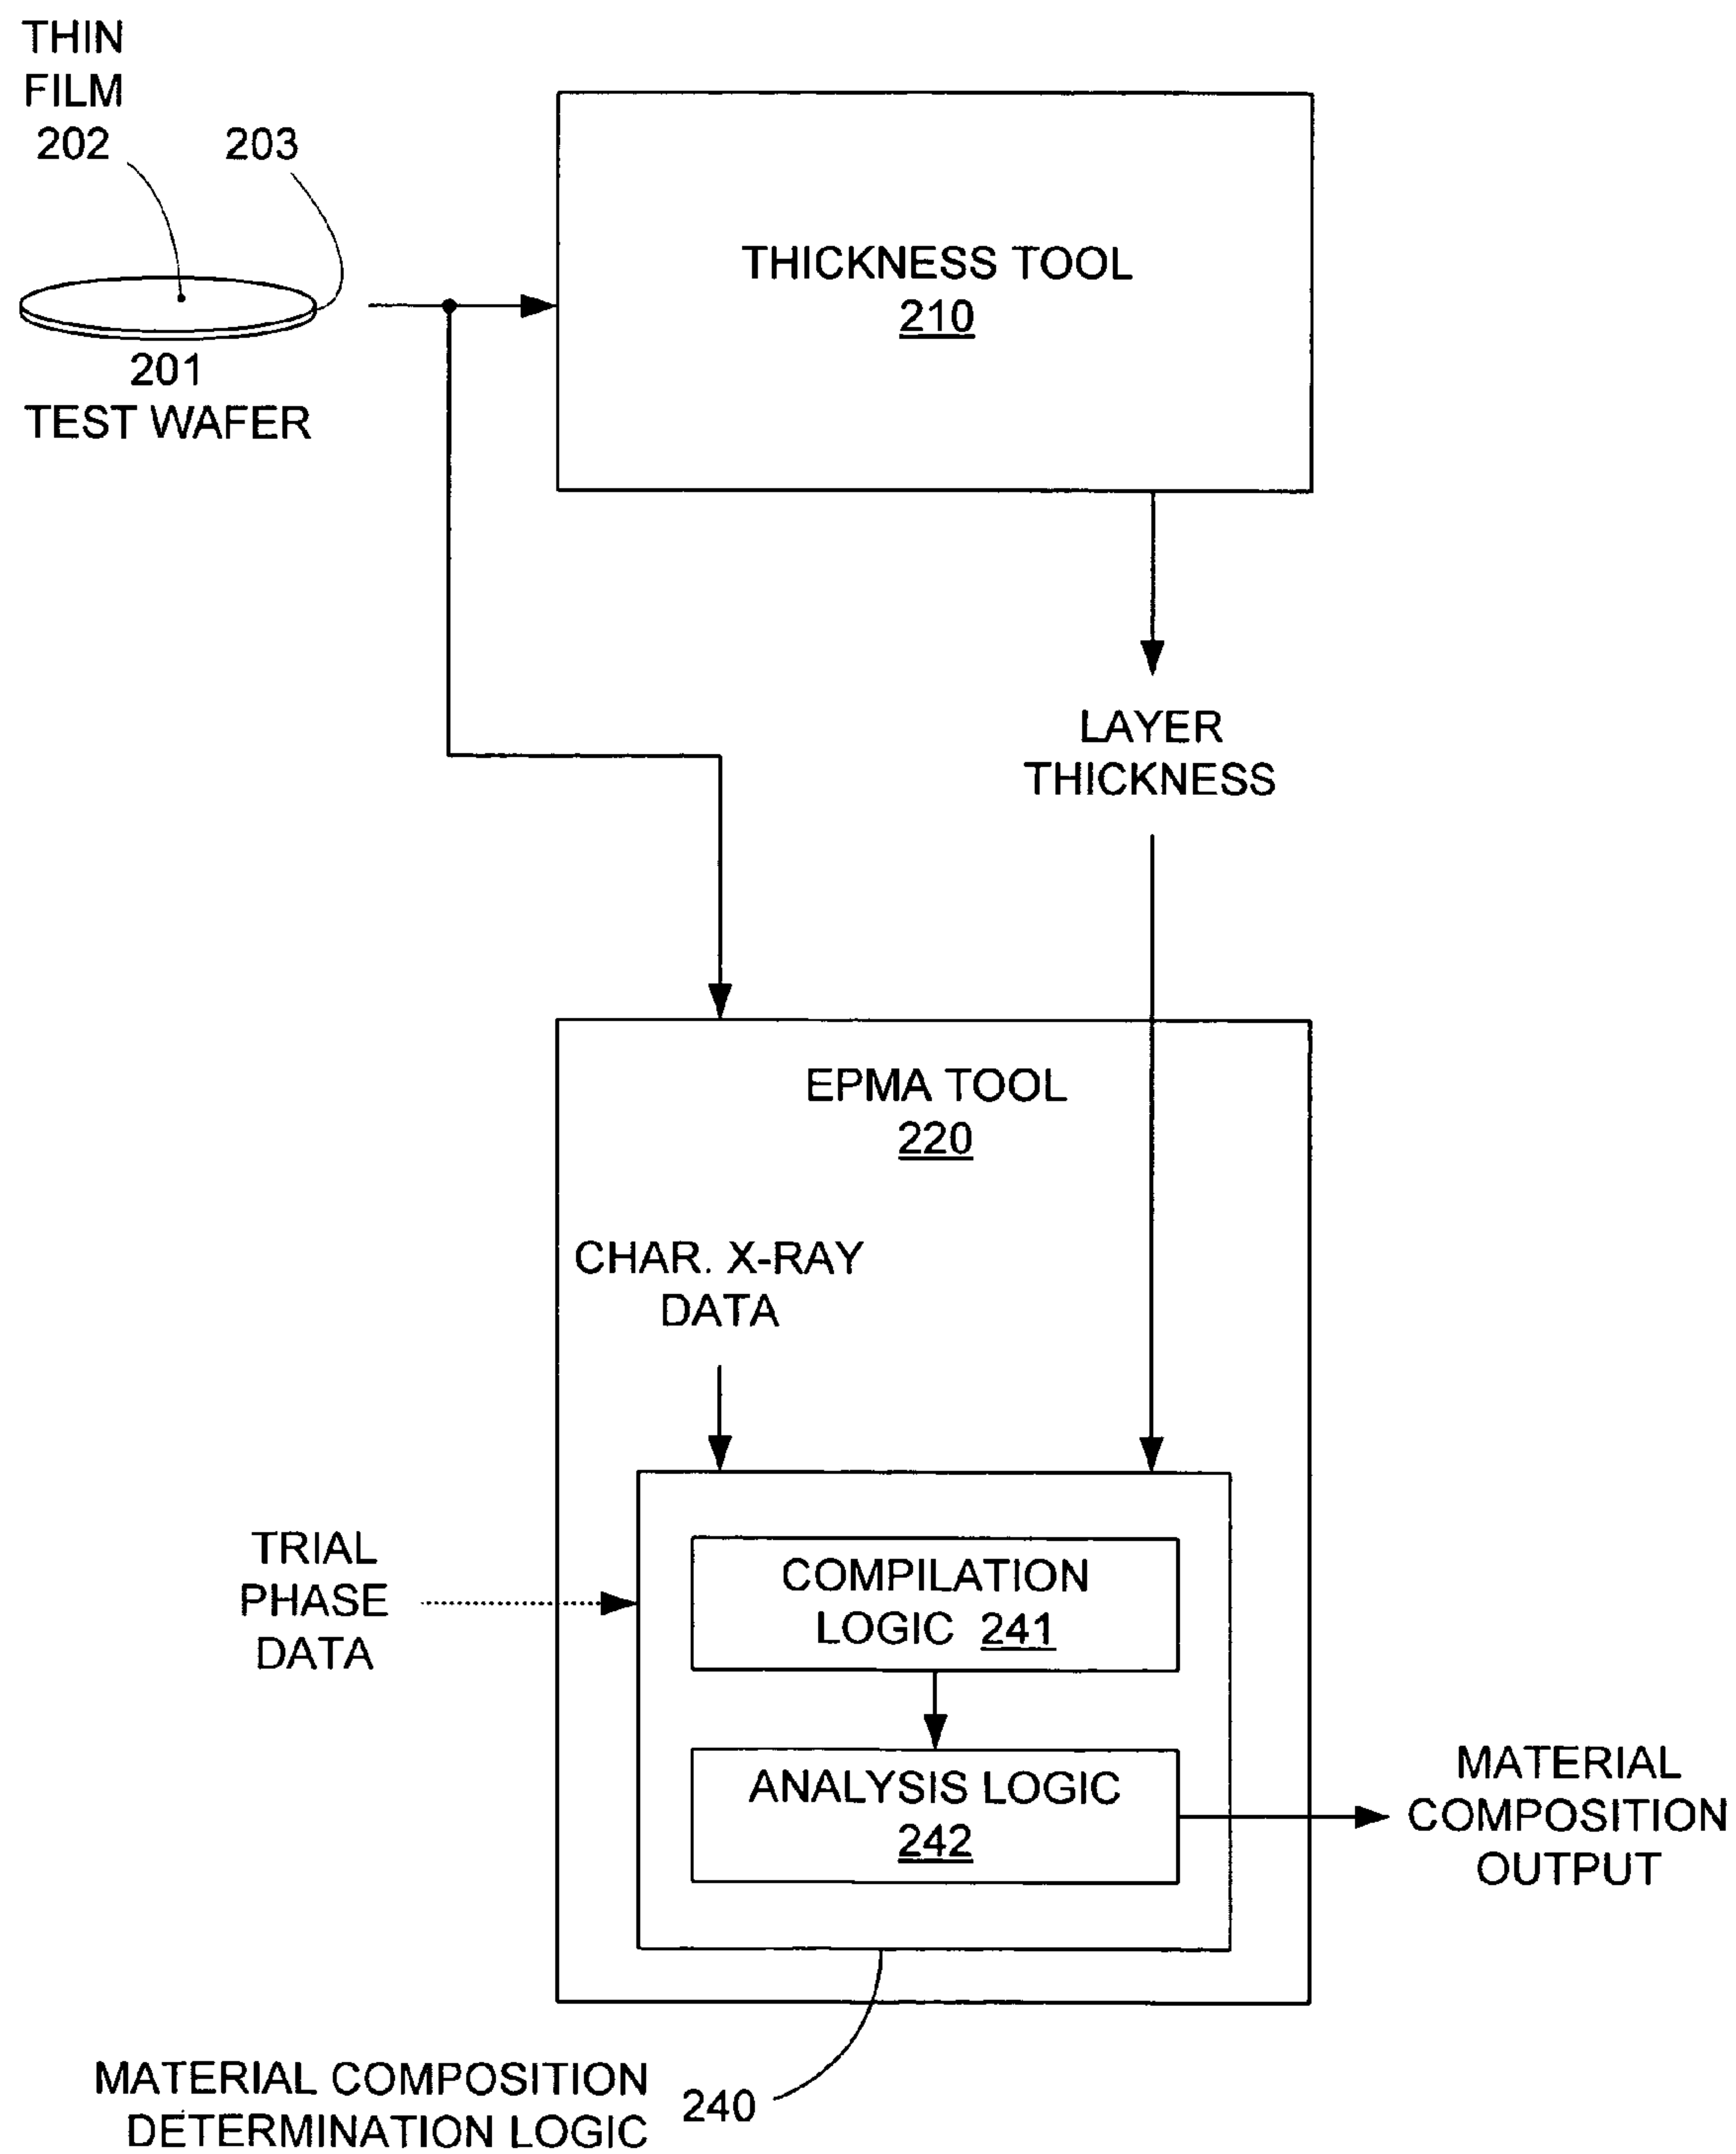 THIN
FILM
202
203
201
TEST WAFER
THICKNESS TOOL
210
LAYER
THICKNESS
EPMA TOOL
220
CHAR. X-RAY
DATA
TRIAL
PHASE
DATA
COMPILATION
LOGIC 241
ANALYSIS LOGIC
242
MATERIAL
COMPOSITION
OUTPUT
MATERIAL COMPOSITION
DETERMINATION LOGIC
240